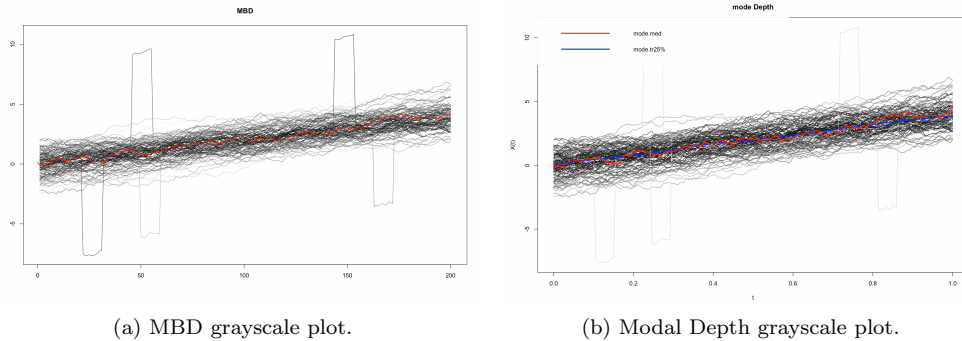 MBD
10
5
0
-5
0 50 100 150 200
(a) MBD grayscale plot.
mode Depth
mode.med
mode.tr25%
10
5
0
-5
X(t)
0.0 0.2 0.4 0.6 0.8 1.0
t
(b) Modal Depth grayscale plot.